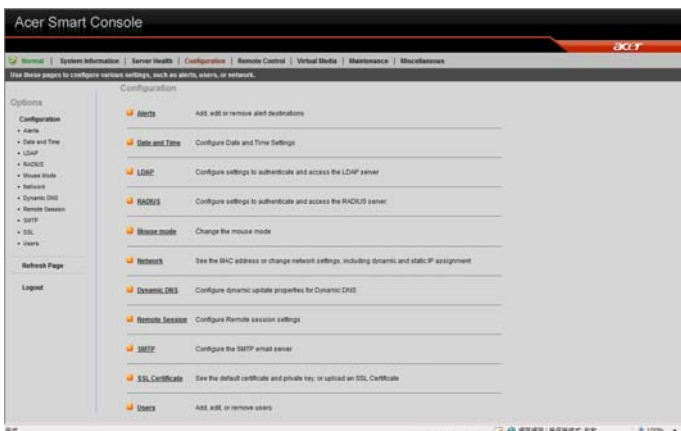 Acer Smart Console
acer
Normal | System Information | Server Health | Configuration | Remote Control | Virtual Media | Maintenance | Miscellaneous
Use these pages to configure various settings, such as alerts, users, or network.
Configuration
Options
Configuration
• Alerts
• Date and Time
• LDAP
• RADIUS
• Mouse Mode
• Network
• Dynamic DNS
• Remote Session
• SMTP
• SSL
• Users
Refresh Page
Logout
Alerts Add, edit or remove alert destinations
Date and Time Configure Date and Time Settings
LDAP Configure settings to authenticate and access the LDAP server
RADIUS Configure settings to authenticate and access the RADIUS server.
Mouse mode Change the mouse mode
Network See the MAC address or change network settings, including dynamic and static IP assignment
Dynamic DNS Configure dynamic update properties for Dynamic DNS
Remote Session Configure Remote session settings
SMTP Configure the SMTP email server
SSL Certificate See the default certificate and private key, or upload an SSL Certificate
Users Add, edit, or remove users
100%